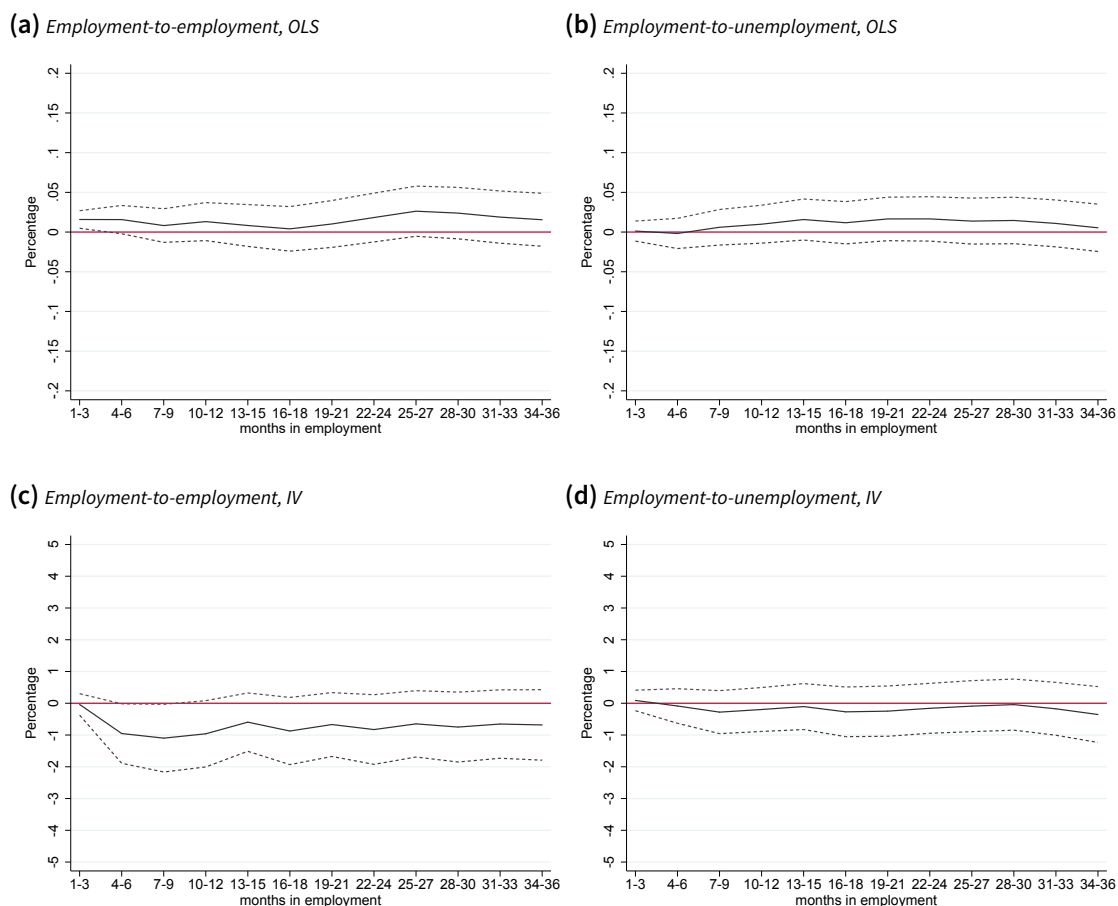 (a) Employment-to-employment, OLS
Percentage
.2
.15
.1
.05
0
-.05
-.1
-.15
-.2
1-3 4-6 7-9 10-12 13-15 16-18 19-21 22-24 25-27 28-30 31-33 34-36
months in employment
(b) Employment-to-unemployment, OLS
Percentage
.2
.15
.1
.05
0
-.05
-.1
-.15
-.2
1-3 4-6 7-9 10-12 13-15 16-18 19-21 22-24 25-27 28-30 31-33 34-36
months in employment
(c) Employment-to-employment, IV
Percentage
5
4
3
2
1
0
-1
-2
-3
-4
-5
1-3 4-6 7-9 10-12 13-15 16-18 19-21 22-24 25-27 28-30 31-33 34-36
months in employment
(d) Employment-to-unemployment, IV
Percentage
5
4
3
2
1
0
-1
-2
-3
-4
-5
1-3 4-6 7-9 10-12 13-15 16-18 19-21 22-24 25-27 28-30 31-33 34-36
months in employment